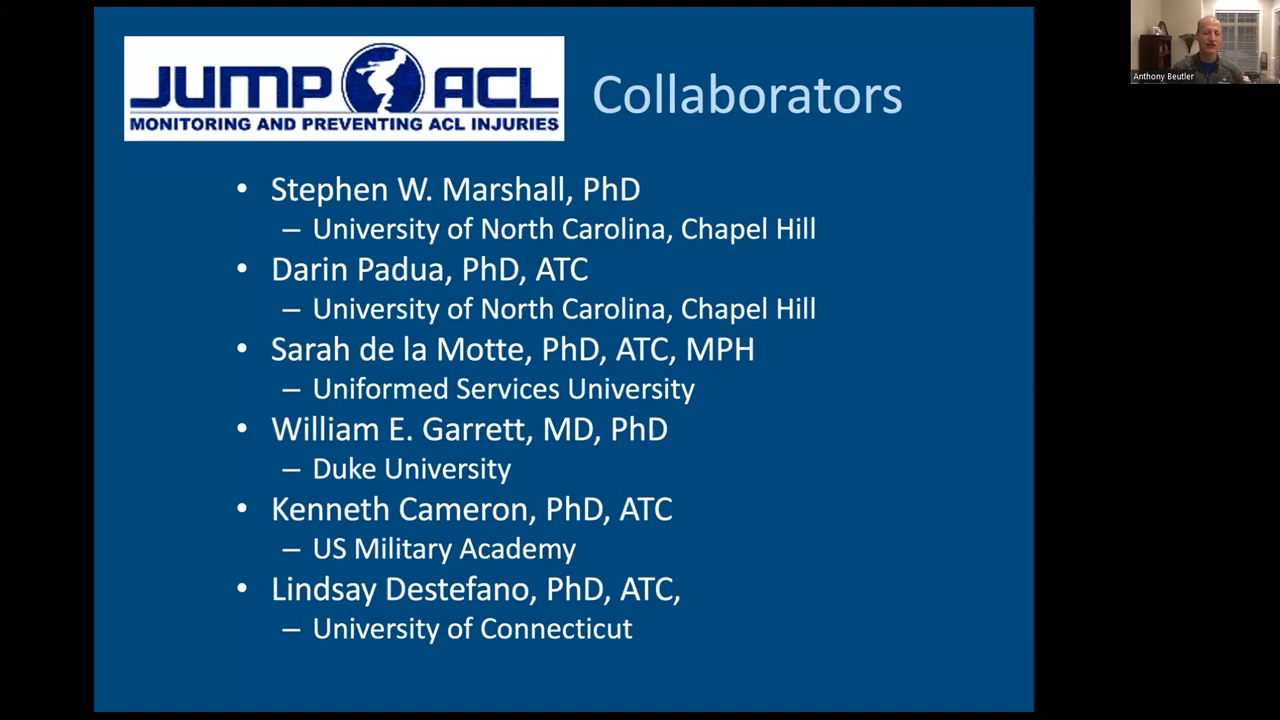 JUMP ACL
MONITORING AND PREVENTING ACL INJURIES
Collaborators
• Stephen W. Marshall, PhD
– University of North Carolina, Chapel Hill
• Darin Padua, PhD, ATC
– University of North Carolina, Chapel Hill
• Sarah de la Motte, PhD, ATC, MPH
– Uniformed Services University
• William E. Garrett, MD, PhD
– Duke University
• Kenneth Cameron, PhD, ATC
– US Military Academy
• Lindsay Destefano, PhD, ATC,
– University of Connecticut
Anthony Beutler